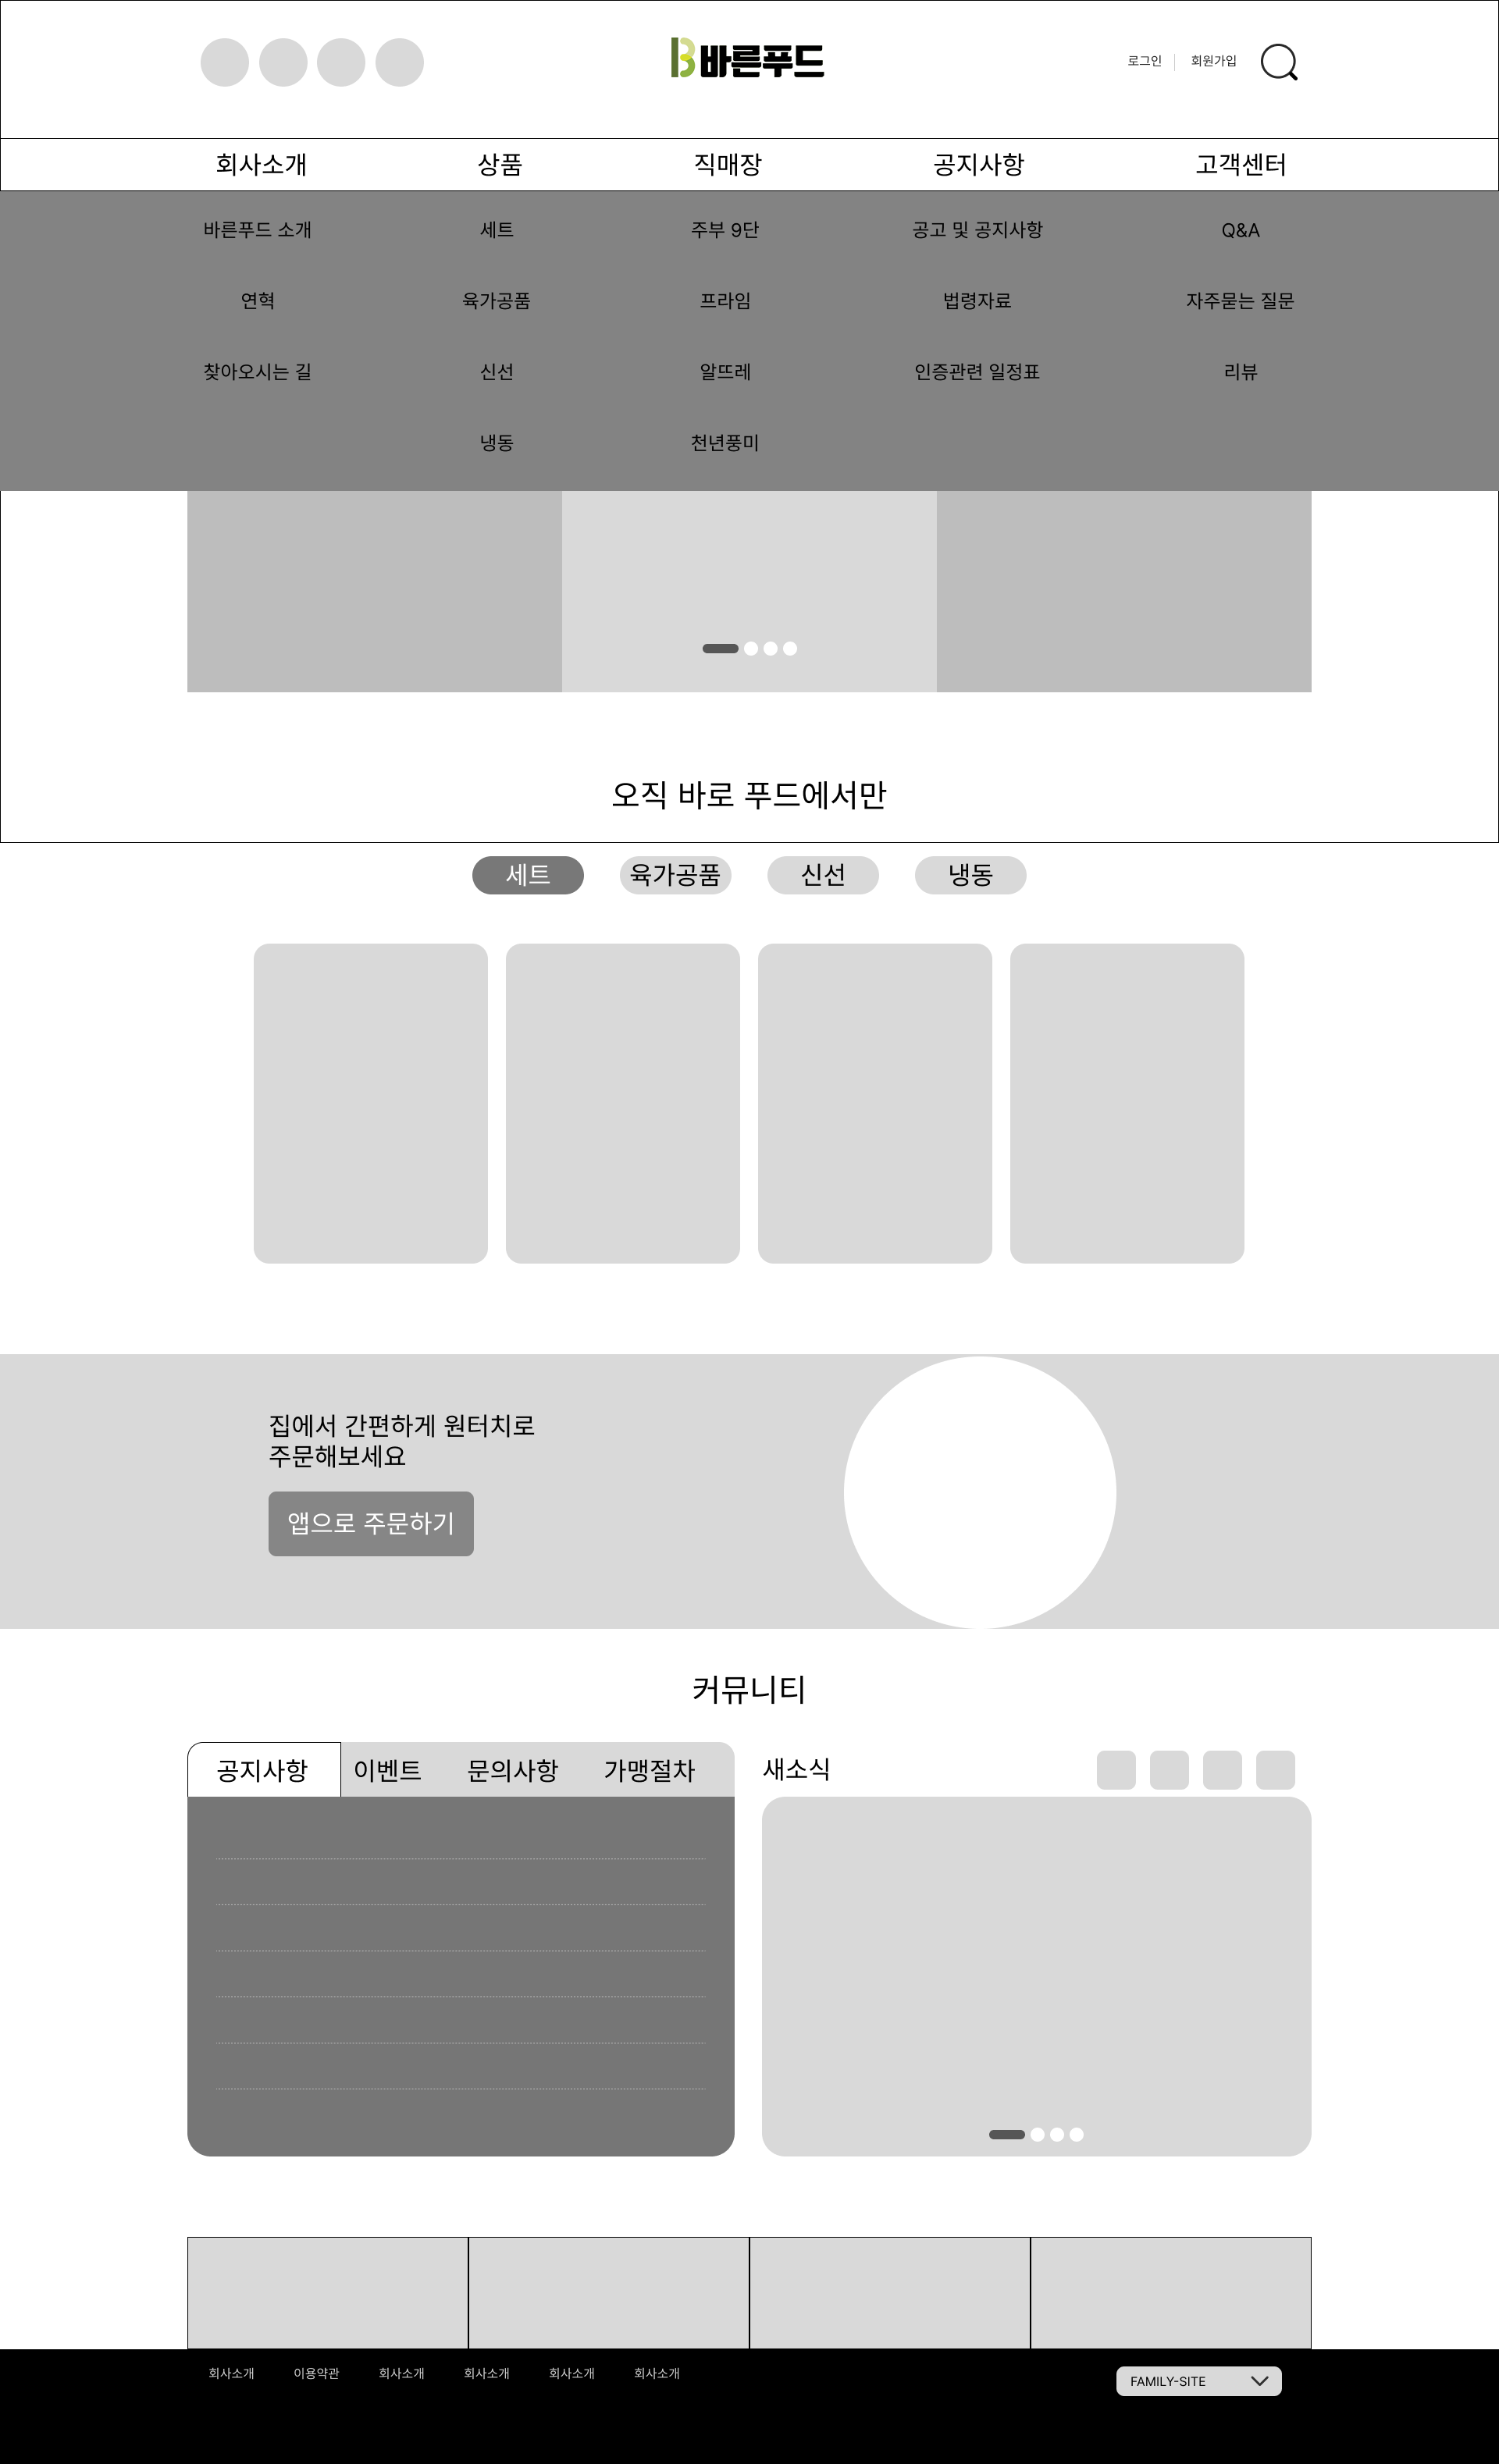 B 바른푸드
로그인
회원가입
회사소개 상품 직매장 공지사항 고객센터
바른푸드 소개 세트 주부 9단 공고 및 공지사항 Q&A
연혁 육가공품 프라임 법령자료 자주묻는 질문
찾아오시는 길 신선 알뜨레 인증관련 일정표 리뷰
냉동 천년풍미
오직 바로 푸드에서만
세트 육가공품 신선 냉동
집에서 간편하게 원터치로
주문해보세요
앱으로 주문하기
커뮤니티
공지사항 이벤트 문의사항 가맹절차
새소식
회사소개 이용약관 회사소개 회사소개 회사소개 회사소개
FAMILY-SITE